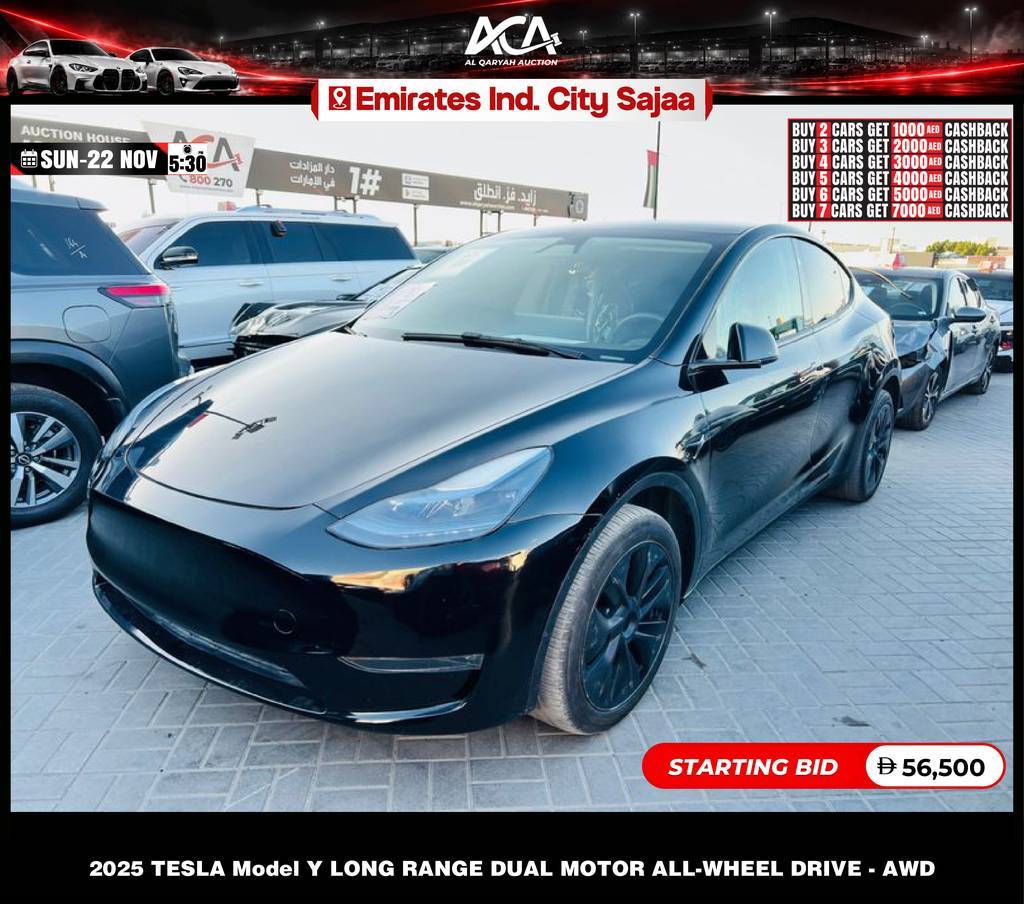 ACA
AL QARYAH AUCTION
Emirates Ind. City Sajaa
AUCTION HOUSE
ACA
800 270
SUN-22 NOV 5:30
دار المزادات
في الإمارات
#1
زايد. فز. انطلق
BUY 2 CARS GET 1000 AED CASHBACK
BUY 3 CARS GET 2000 AED CASHBACK
BUY 4 CARS GET 3000 AED CASHBACK
BUY 5 CARS GET 4000 AED CASHBACK
BUY 6 CARS GET 5000 AED CASHBACK
BUY 7 CARS GET 7000 AED CASHBACK
STARTING BID 56,500
2025 TESLA Model Y LONG RANGE DUAL MOTOR ALL-WHEEL DRIVE - AWD